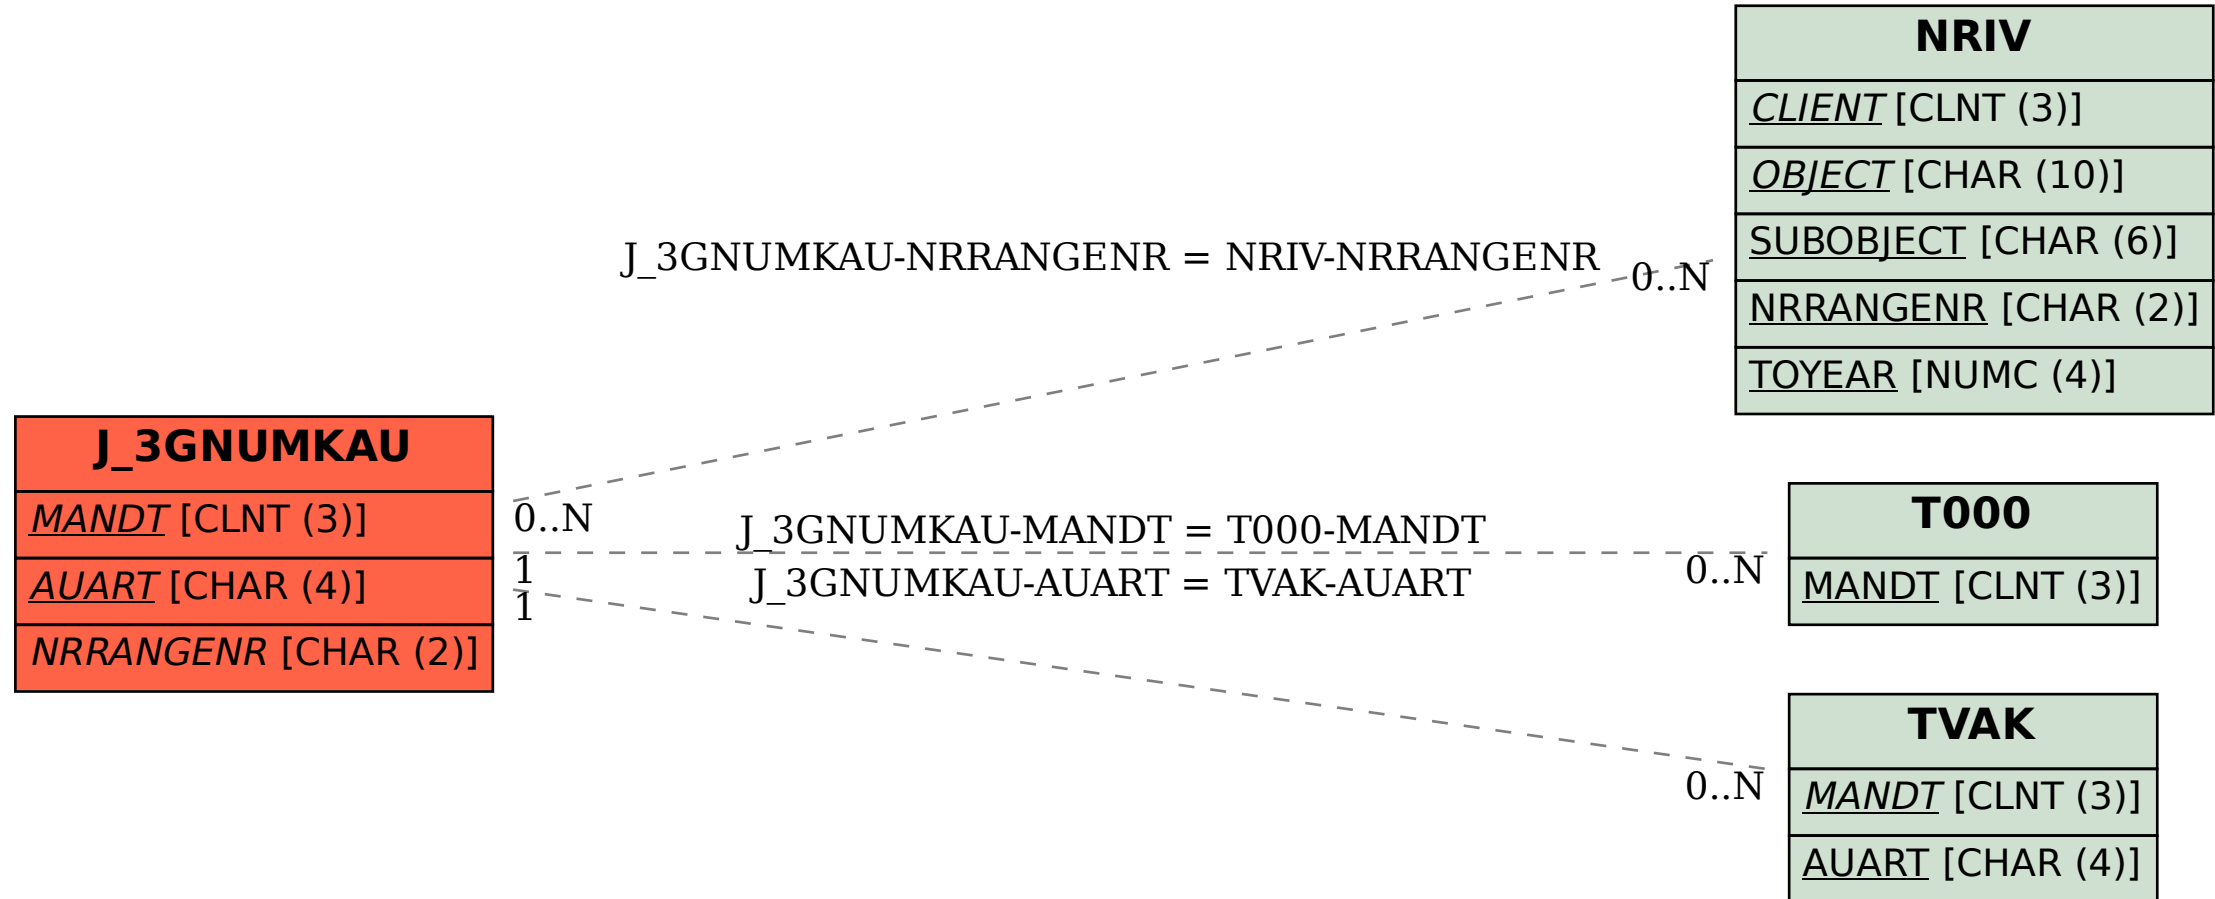 NRIV
CLIENT [CLNT (3)]
OBJECT [CHAR (10)]
SUBOBJECT [CHAR (6)]
NRRANGENR [CHAR (2)]
TOYEAR [NUMC (4)]
J_3GNUMKAU-NRRANGENR = NRIV-NRRANGENR
0..N
J_3GNUMKAU
MANDT [CLNT (3)]
AUART [CHAR (4)]
NRRANGENR [CHAR (2)]
0..N
J_3GNUMKAU-MANDT = T000-MANDT
1
0..N
J_3GNUMKAU-AUART = TVAK-AUART
1
0..N
T000
MANDT [CLNT (3)]
TVAK
MANDT [CLNT (3)]
AUART [CHAR (4)]